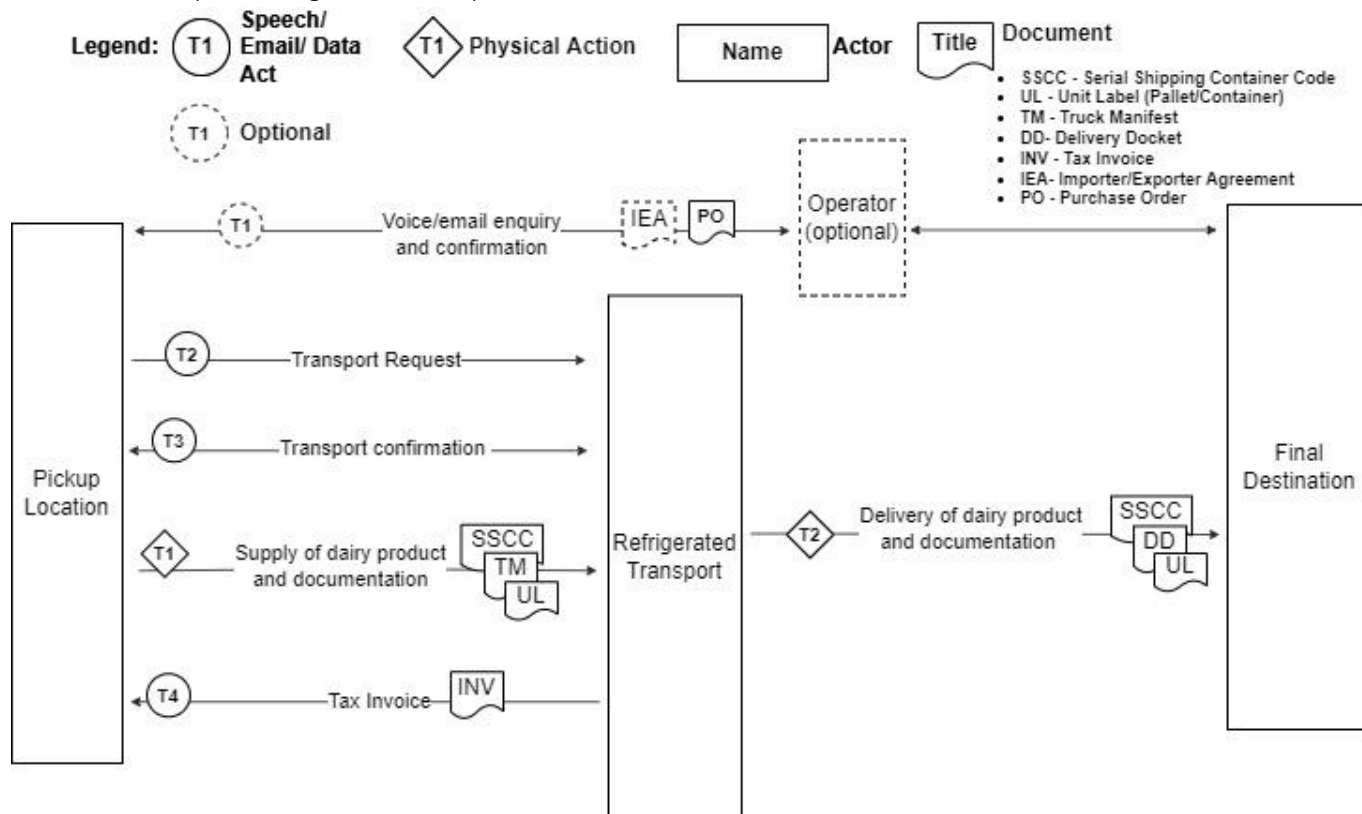 Legend:
T1
Speech/
Email/ Data
Act
T1
Physical Action
Name
Actor
Title
Document
• SSCC - Serial Shipping Container Code
• UL - Unit Label (Pallet/Container)
• TM - Truck Manifest
• DD- Delivery Docket
• INV - Tax Invoice
• IEA- Importer/Exporter Agreement
• PO - Purchase Order
T1
Optional
T1
Voice/email enquiry
and confirmation
IEA
PO
Operator
(optional)
T2
Transport Request
T3
Transport confirmation
Pickup
Location
T1
Supply of dairy product
and documentation
SSCC
TM
UL
Refrigerated
Transport
T2
Delivery of dairy product
and documentation
SSCC
DD
UL
Final
Destination
T4
Tax Invoice
INV